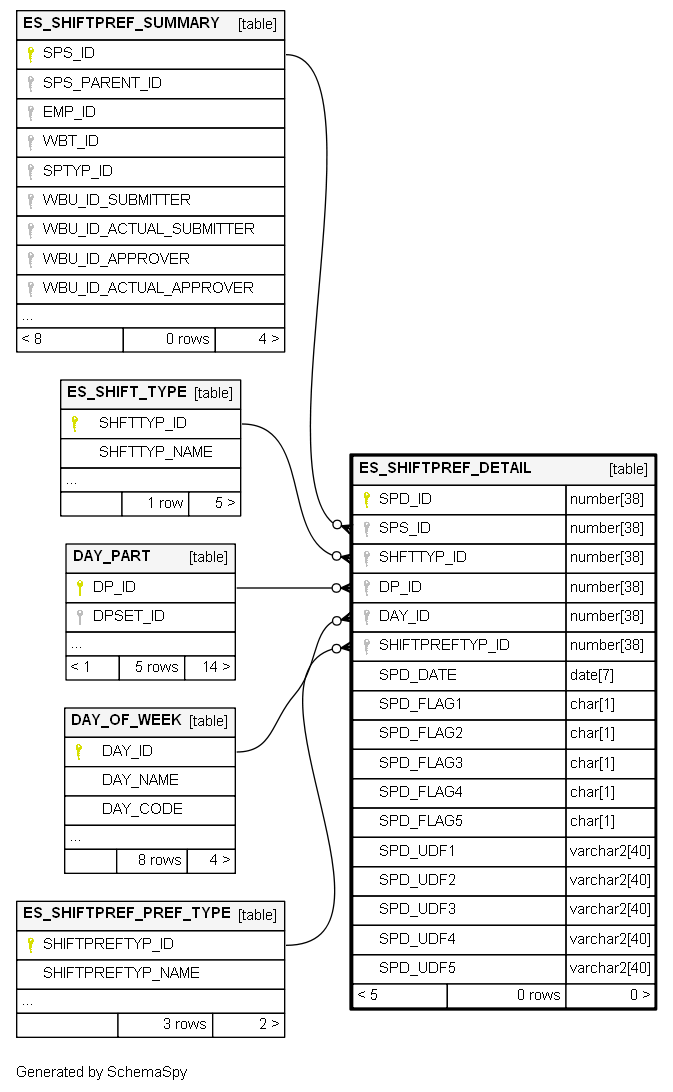 ES_SHIFTPREF_SUMMARY [table]
SPS_ID
SPS_PARENT_ID
EMP_ID
WBT_ID
SPTYP_ID
WBU_ID_SUBMITTER
WBU_ID_ACTUAL_SUBMITTER
WBU_ID_APPROVER
WBU_ID_ACTUAL_APPROVER
...
< 8 0 rows 4 >
ES_SHIFT_TYPE [table]
SHFTTYP_ID
SHFTTYP_NAME
...
1 row 5 >
DAY_PART [table]
DP_ID
DPSET_ID
...
< 1 5 rows 14 >
DAY_OF_WEEK [table]
DAY_ID
DAY_NAME
DAY_CODE
...
8 rows 4 >
ES_SHIFTPREF_PREF_TYPE [table]
SHIFTPREFTYP_ID
SHIFTPREFTYP_NAME
...
3 rows 2 >
ES_SHIFTPREF_DETAIL [table]
SPD_ID number[38]
SPS_ID number[38]
SHFTTYP_ID number[38]
DP_ID number[38]
DAY_ID number[38]
SHIFTPREFTYP_ID number[38]
SPD_DATE date[7]
SPD_FLAG1 char[1]
SPD_FLAG2 char[1]
SPD_FLAG3 char[1]
SPD_FLAG4 char[1]
SPD_FLAG5 char[1]
SPD_UDF1 varchar2[40]
SPD_UDF2 varchar2[40]
SPD_UDF3 varchar2[40]
SPD_UDF4 varchar2[40]
SPD_UDF5 varchar2[40]
< 5 0 rows 0 >
Generated by SchemaSpy